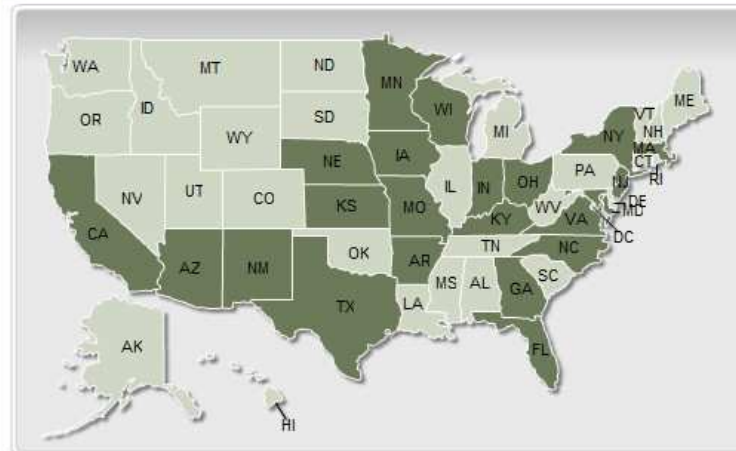 WA
MT
ND
MN
OR
ID
WY
SD
WI
MI
NY
VT
NH
ME
MA
CT
RI
NV
UT
CO
NE
IA
IL
IN
OH
PA
NJ
DE
MD
DC
CA
KS
MO
KY
WV
VA
AZ
NM
OK
AR
TN
NC
TX
LA
MS
AL
GA
SC
FL
AK
HI